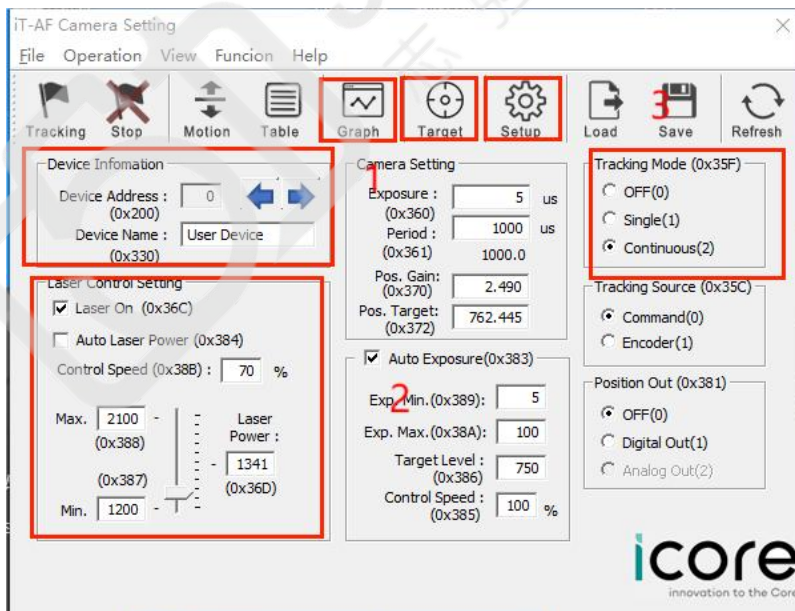 iT-AF Camera Setting
File Operation View Funcion Help
Tracking Stop Motion Table Graph Target Setup Load 3 Save Refresh
Device Infomation
Device Address : 0
(0x200)
Device Name : User Device
(0x330)
Laser Control Setting
Laser On (0x36C)
Auto Laser Power (0x384)
Control Speed (0x38B) : 70 %
Max. 2100
(0x388)
(0x387)
Min. 1200
Laser
Power :
1341
(0x36D)
Camera Setting
1
Exposure : 5 us
(0x360)
Period : 1000 us
(0x361) 1000.0
Pos. Gain: 2.490
(0x370)
Pos. Target: 762.445
(0x372)
Auto Exposure(0x383)
2
Exp. Min.(0x389): 5
Exp. Max.(0x38A): 100
Target Level : 750
(0x386)
Control Speed : 100 %
(0x385)
Tracking Mode (0x35F)
OFF(0)
Single(1)
Continuous(2)
Tracking Source (0x35C)
Command(0)
Encoder(1)
Position Out (0x381)
OFF(0)
Digital Out(1)
Analog Out(2)
icore
innovation to the Core